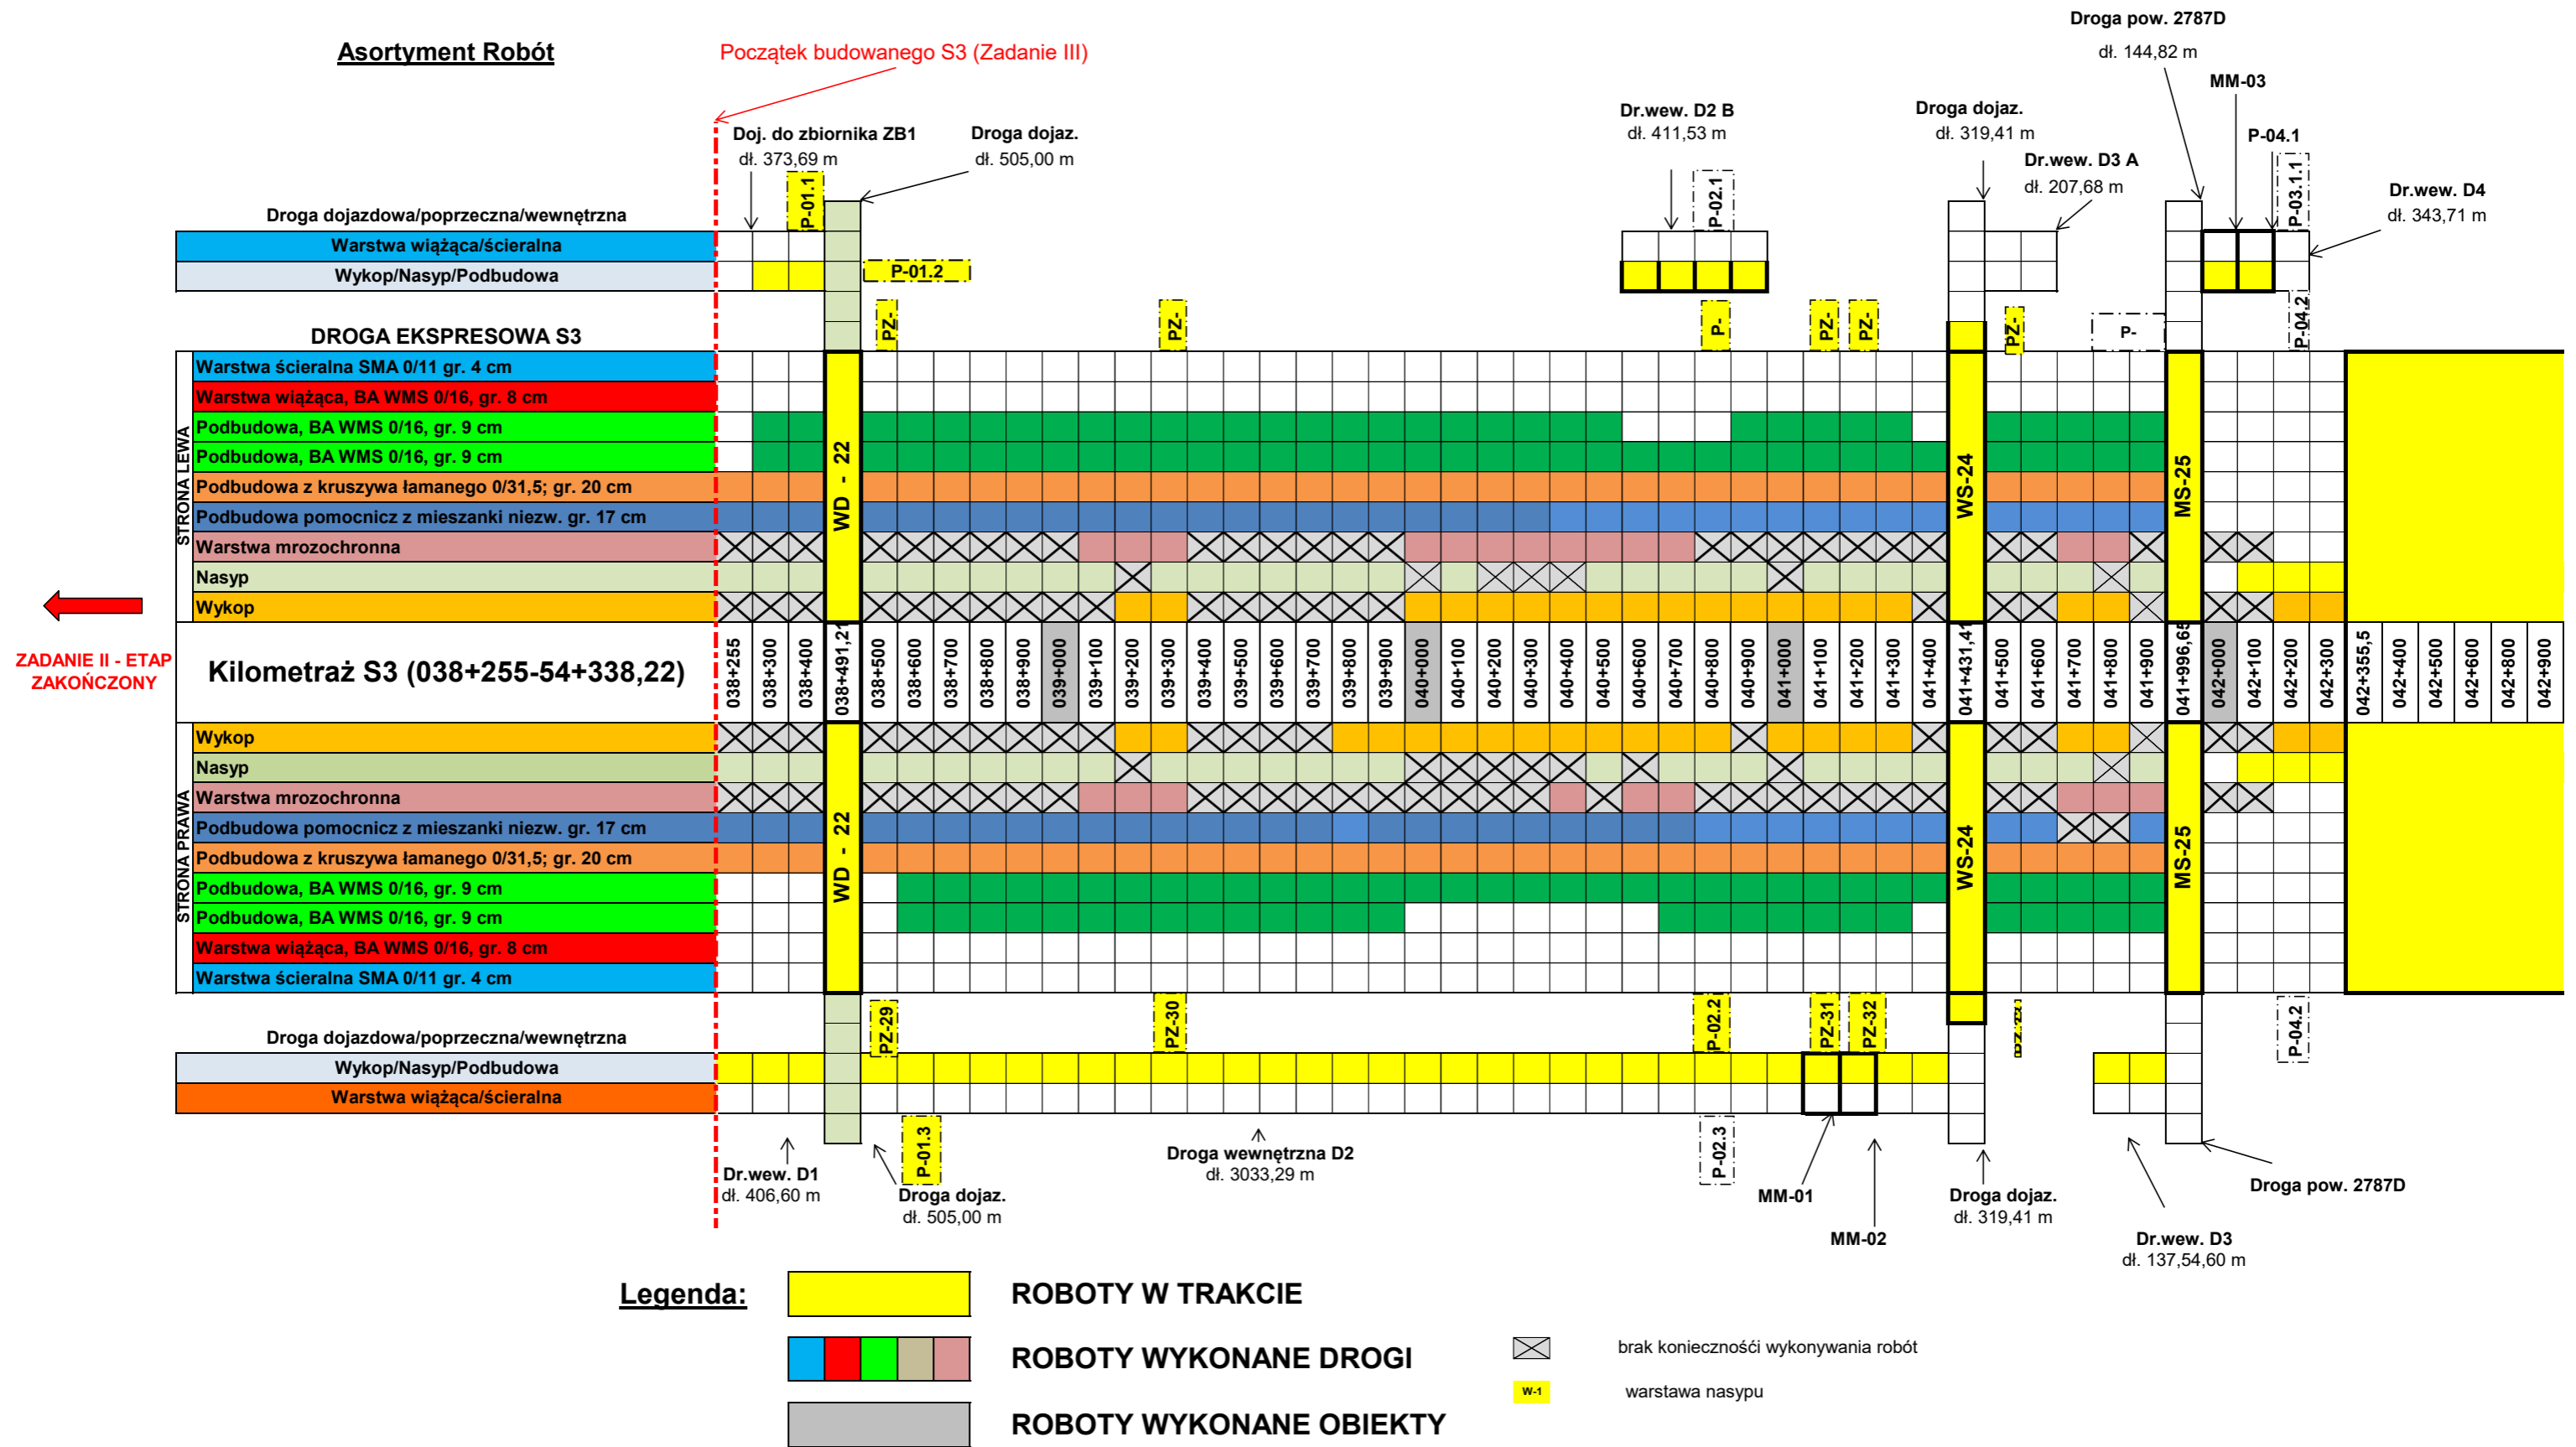 Asortyment Robót
Początek budowanego S3 (Zadanie III)
Droga pow. 2787D
dł. 144,82 m
MM-03
P-04.1
Dr.wew. D2 B
dł. 411,53 m
Droga dojaz.
dł. 319,41 m
Dr.wew. D3 A
dł. 207,68 m
Doj. do zbiornika ZB1
dł. 373,69 m
Droga dojaz.
dł. 505,00 m
Dr.wew. D4
dł. 343,71 m
P-01.1
P-02.1
P-03.1.1
Droga dojazdowa/poprzeczna/wewnętrzna
Warstwa wiążąca/ścieralna
Wykop/Nasyp/Podbudowa
P-01.2
P-04.2
DROGA EKSPRESOWA S3
PZ-
PZ-
P-
PZ-
PZ-
PZ-
P-
STRONA LEWA
Warstwa ścieralna SMA 0/11 gr. 4 cm
Warstwa wiążąca, BA WMS 0/16, gr. 8 cm
Podbudowa, BA WMS 0/16, gr. 9 cm
Podbudowa, BA WMS 0/16, gr. 9 cm
Podbudowa z kruszywa łamanego 0/31,5; gr. 20 cm
Podbudowa pomocnicz z mieszanki niezw. gr. 17 cm
Warstwa mrozochronna
Nasyp
Wykop
WD - 22
WS-24
MS-25
ZADANIE II - ETAP
ZAKOŃCZONY
Kilometraż S3 (038+255-54+338,22)
038+255
038+300
038+400
038+491,21
038+500
038+600
038+700
038+800
038+900
039+000
039+100
039+200
039+300
039+400
039+500
039+600
039+700
039+800
039+900
040+000
040+100
040+200
040+300
040+400
040+500
040+600
040+700
040+800
040+900
041+000
041+100
041+200
041+300
041+400
041+431,41
041+500
041+600
041+700
041+800
041+900
041+996,65
042+000
042+100
042+200
042+300
042+355,5
042+400
042+500
042+600
042+800
042+900
STRONA PRAWA
Wykop
Nasyp
Warstwa mrozochronna
Podbudowa pomocnicz z mieszanki niezw. gr. 17 cm
Podbudowa z kruszywa łamanego 0/31,5; gr. 20 cm
Podbudowa, BA WMS 0/16, gr. 9 cm
Podbudowa, BA WMS 0/16, gr. 9 cm
Warstwa wiążąca, BA WMS 0/16, gr. 8 cm
Warstwa ścieralna SMA 0/11 gr. 4 cm
WD - 22
WS-24
MS-25
PZ-29
PZ-30
P-02.2
PZ-31
PZ-32
P-04.2
Droga dojazdowa/poprzeczna/wewnętrzna
Wykop/Nasyp/Podbudowa
Warstwa wiążąca/ścieralna
P-01.3
P-02.3
Dr.wew. D1
dł. 406,60 m
Droga dojaz.
dł. 505,00 m
Droga wewnętrzna D2
dł. 3033,29 m
MM-01
MM-02
Droga dojaz.
dł. 319,41 m
Droga pow. 2787D
Dr.wew. D3
dł. 137,54,60 m
Legenda:
ROBOTY W TRAKCIE
ROBOTY WYKONANE DROGI
ROBOTY WYKONANE OBIEKTY
brak koniecznośći wykonywania robót
W-1
warstawa nasypu